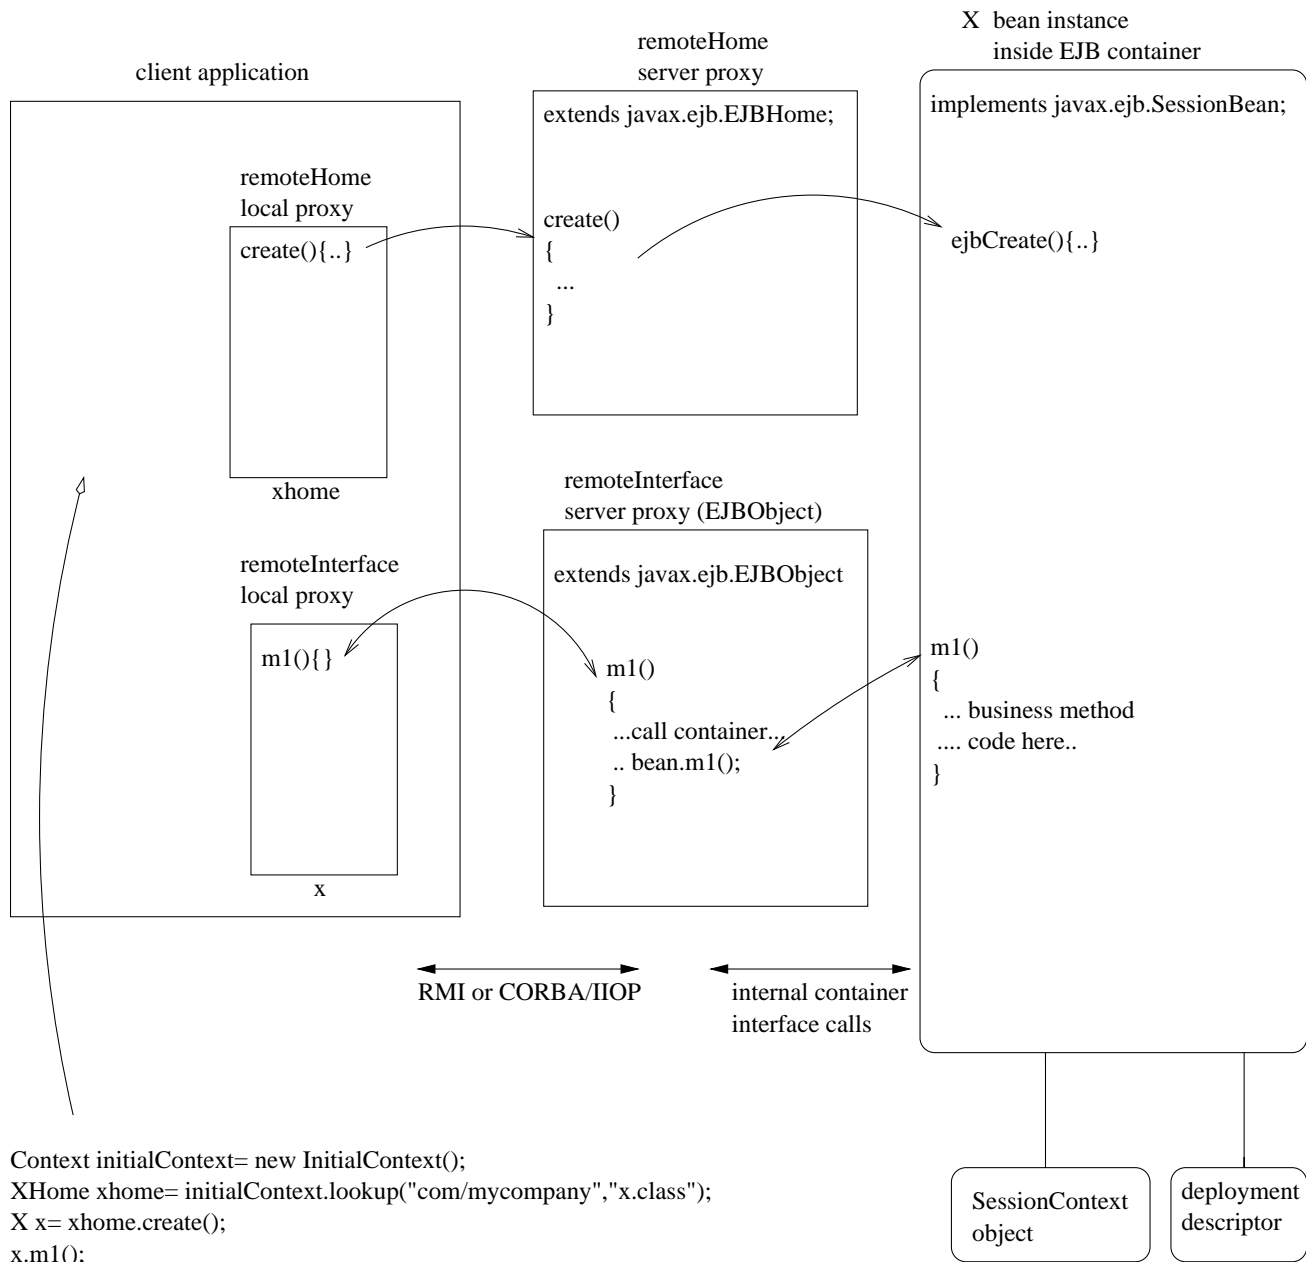 X bean instance
inside EJB container
remoteHome
server proxy
client application
extends javax.ejb.EJBHome;
implements javax.ejb.SessionBean;
remoteHome
local proxy
create(){..}
create()
{
...
}
ejbCreate(){..}
xhome
remoteInterface
server proxy (EJBObject)
remoteInterface
local proxy
extends javax.ejb.EJBObject
m1(){}
m1()
{
...call container...
.. bean.m1();
}
m1()
{
... business method
.... code here..
}
x
RMI or CORBA/IIOP
internal container
interface calls
Context initialContext= new InitialContext();
XHome xhome= initialContext.lookup("com/mycompany","x.class");
X x= xhome.create();
x.m1();
SessionContext
object
deployment
descriptor